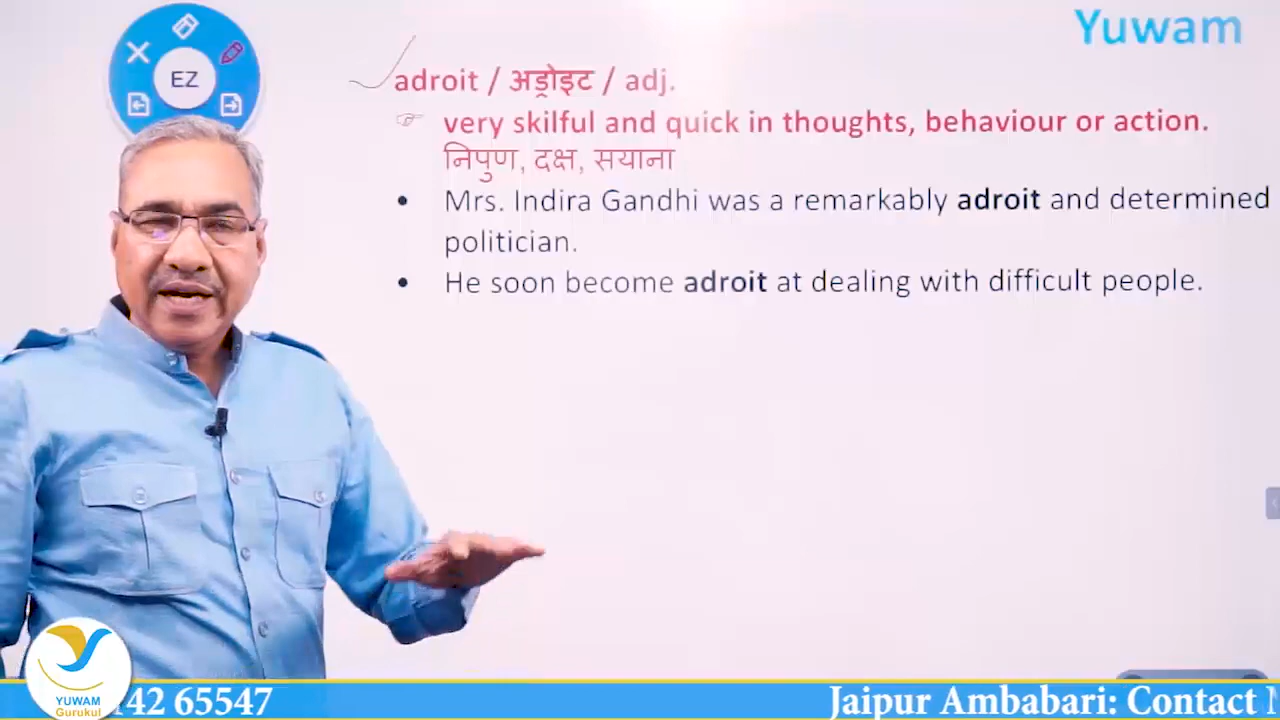 Yuwam
EZ
adroit / अड्रोइट / adj.
very skilful and quick in thoughts, behaviour or action.
निपुण, दक्ष, सयाना
Mrs. Indira Gandhi was a remarkably adroit and determined
politician.
He soon become adroit at dealing with difficult people.
YUWAM
Gurukul
42 65547
Jaipur Ambabari: Contact